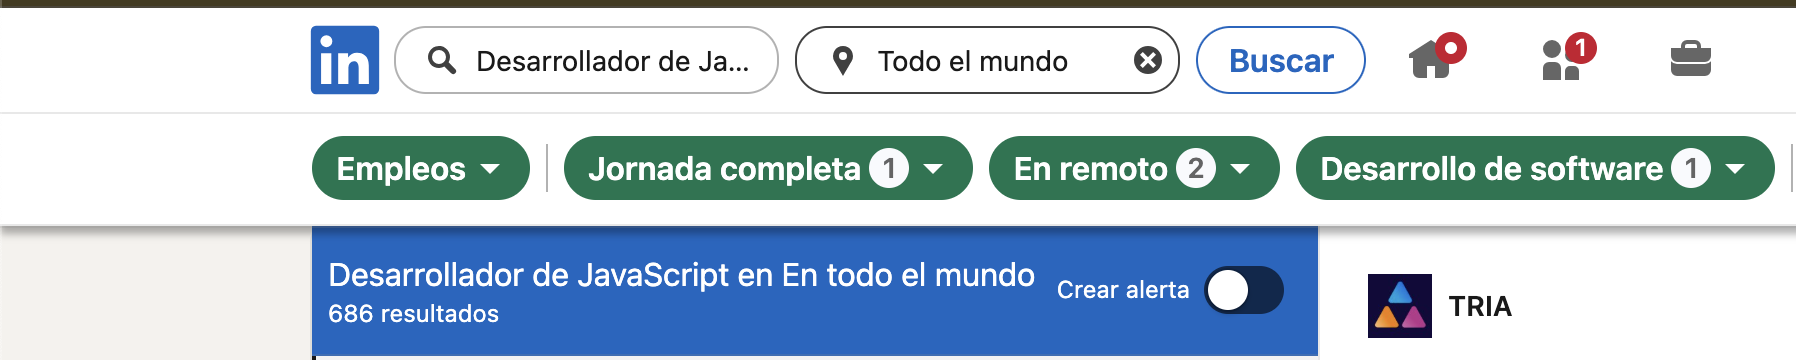 in
Desarrollador de Ja...
Todo el mundo
Buscar
1
Empleos
Jornada completa 1
En remoto 2
Desarrollo de software 1
Desarrollador de JavaScript en En todo el mundo
686 resultados
Crear alerta
TRIA